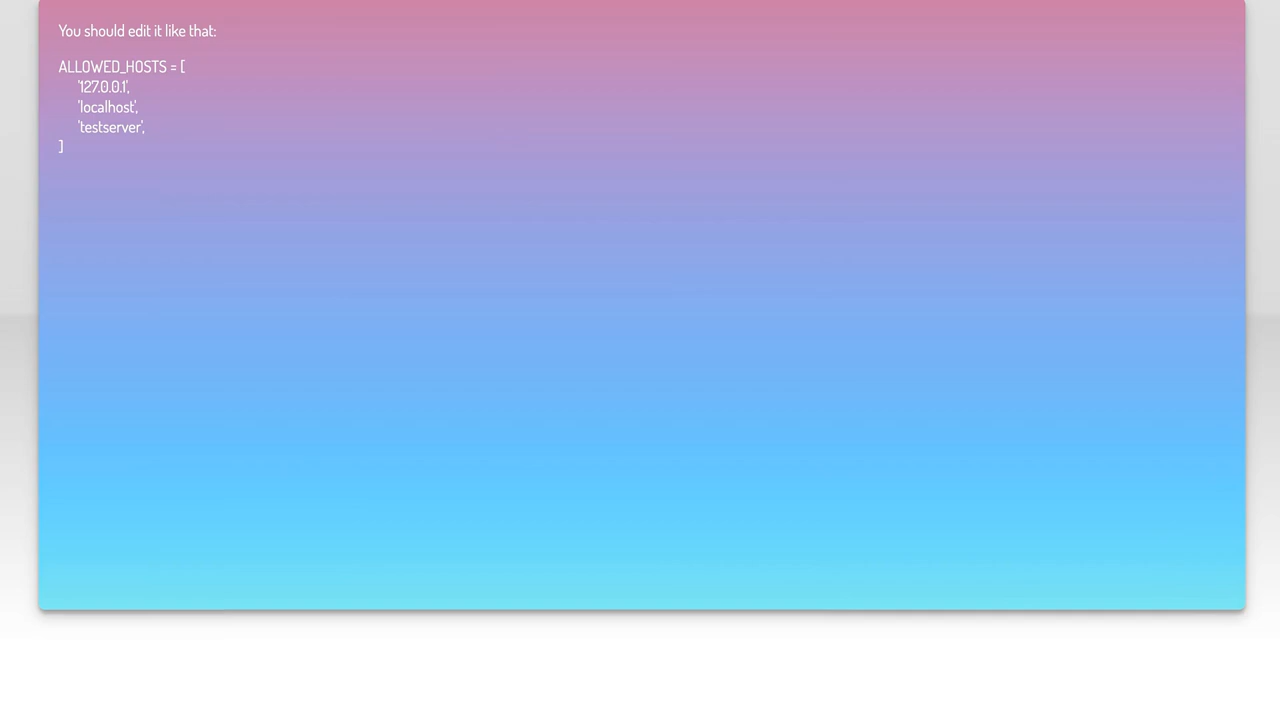 You should edit it like that:
ALLOWED_HOSTS = [
'127.0.0.1',
'localhost',
'testserver',
]